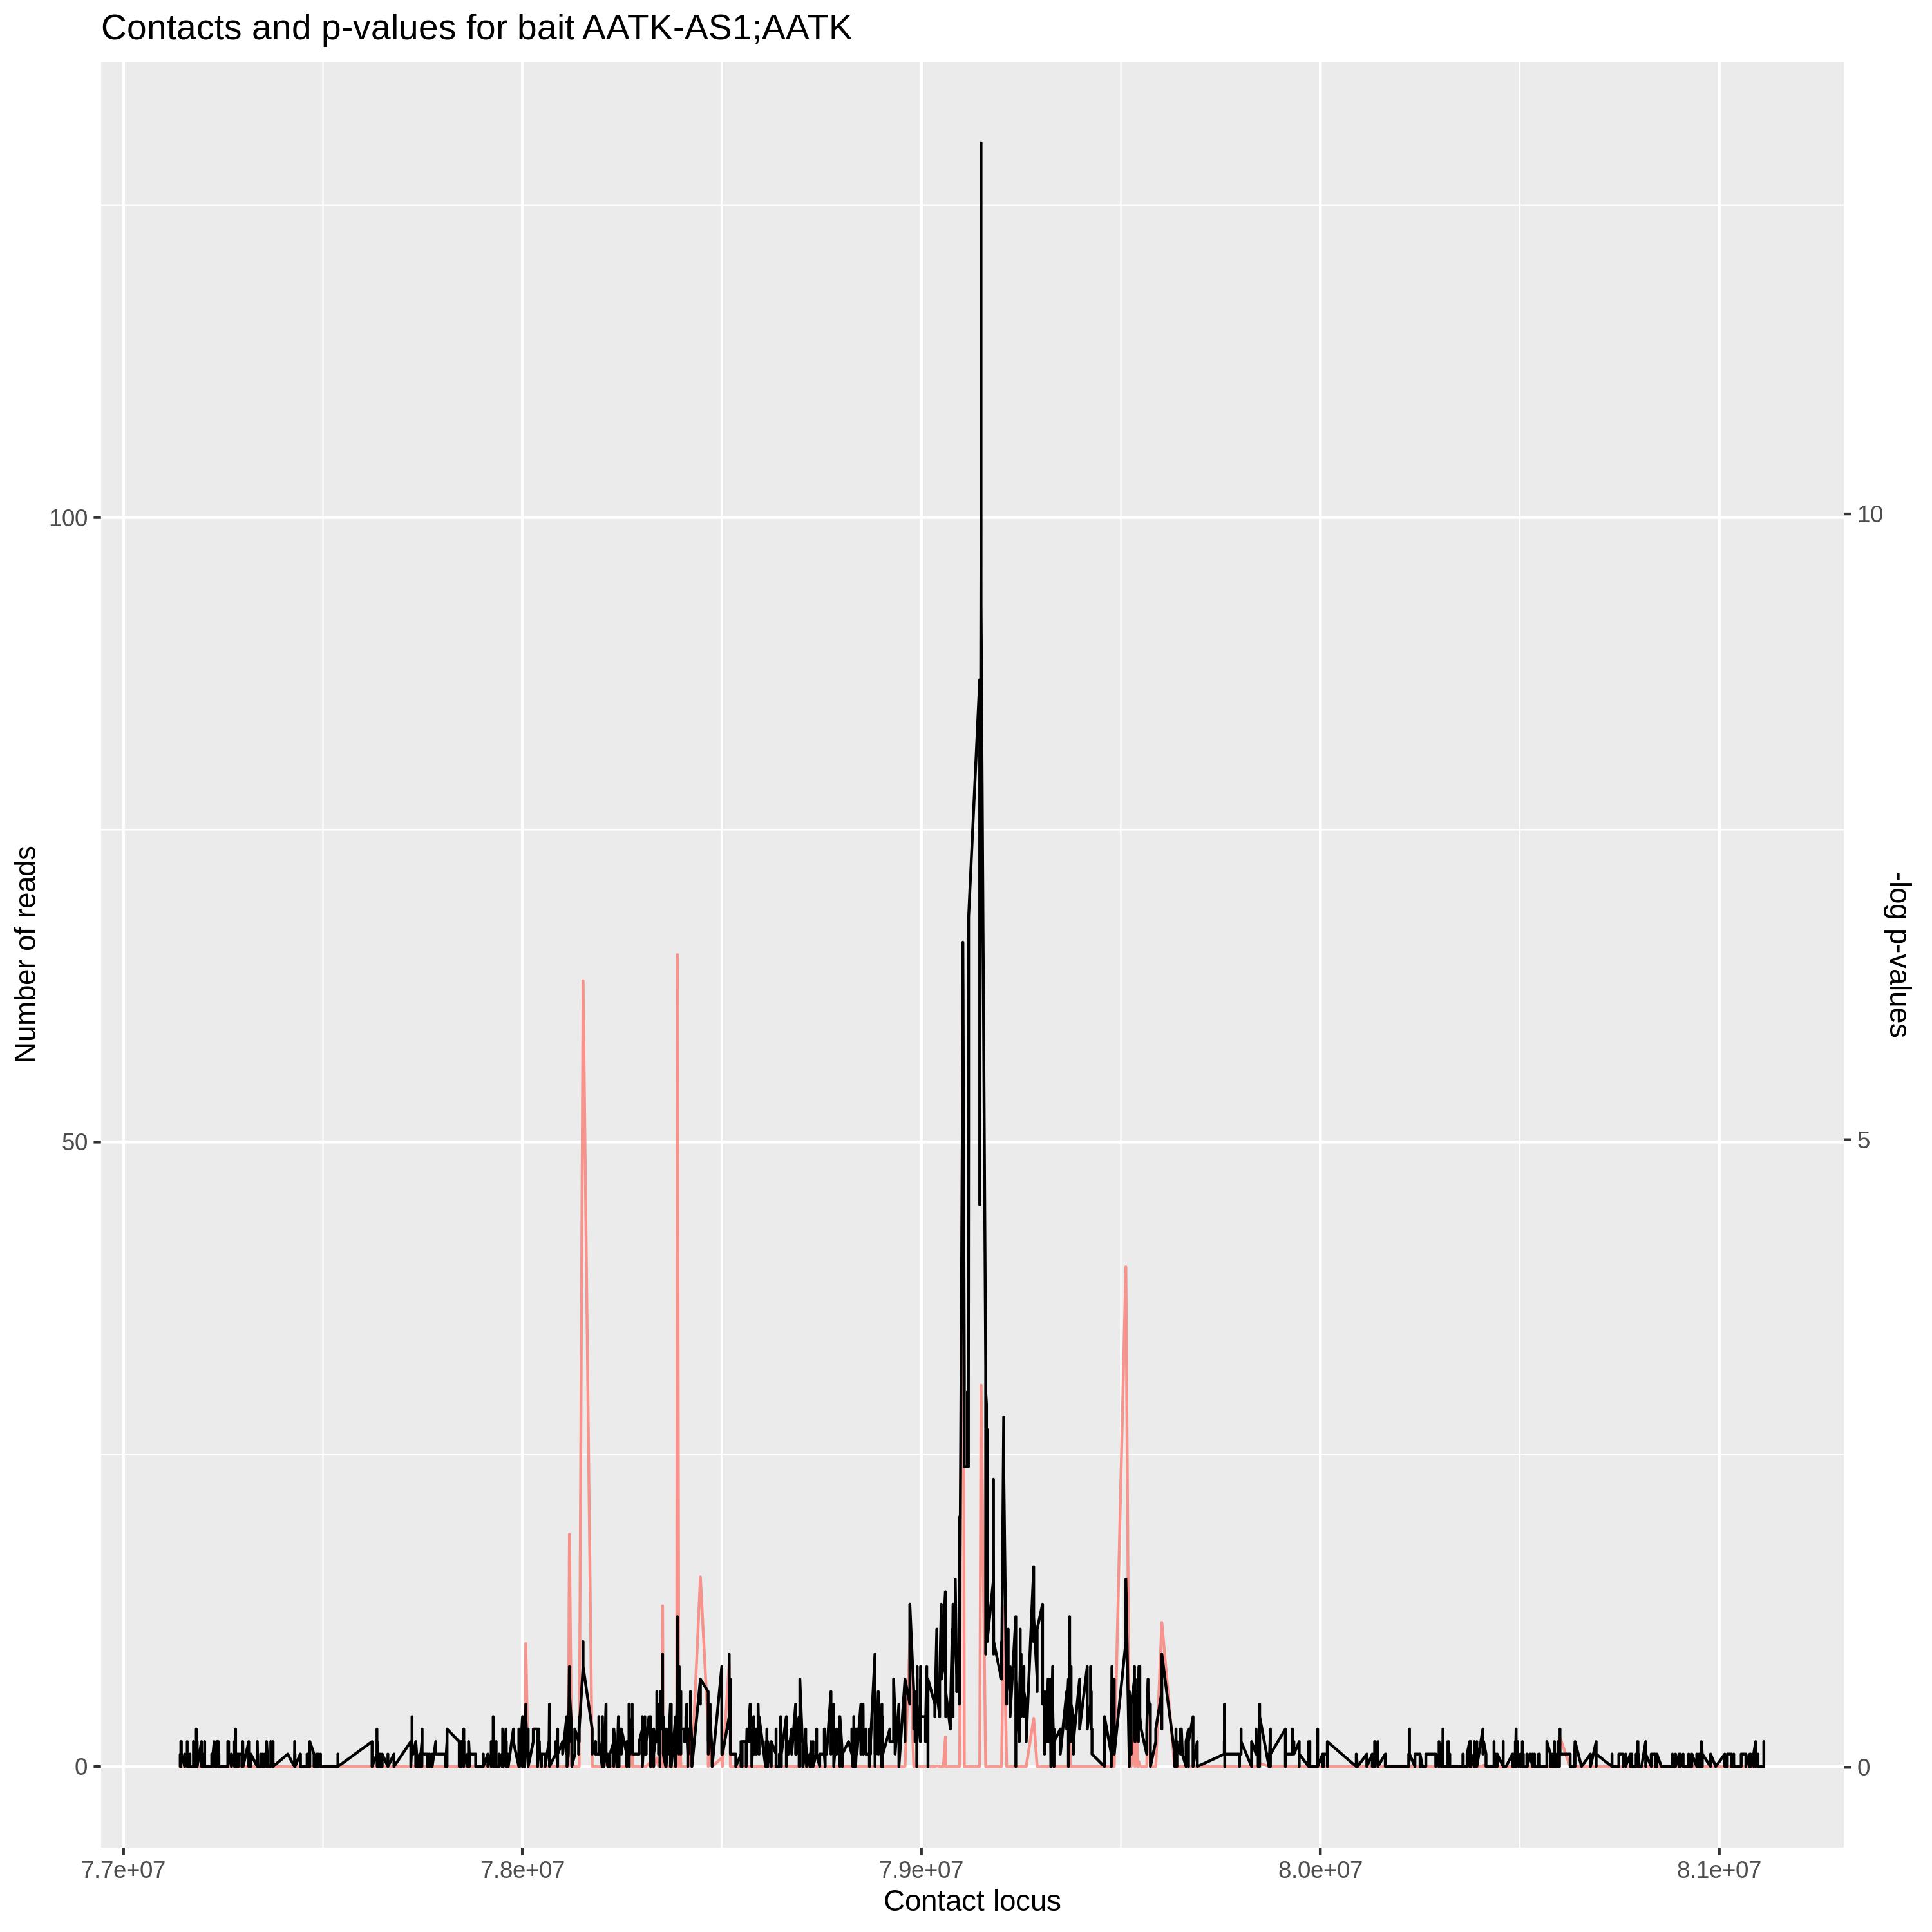 Contacts and p-values for bait AATK-AS1;AATK
Number of reads
100
50
0
10
5
0
-log p-values
7.7e+07 7.8e+07 7.9e+07 8.0e+07 8.1e+07
Contact locus